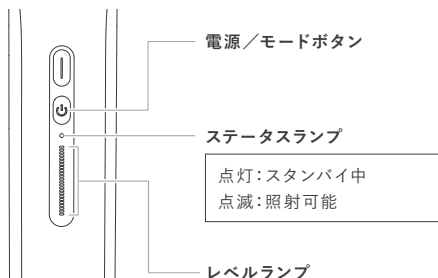 電源／モードボタン
ステータスランプ
点灯：スタンバイ中
点滅：照射可能
レベルランプ